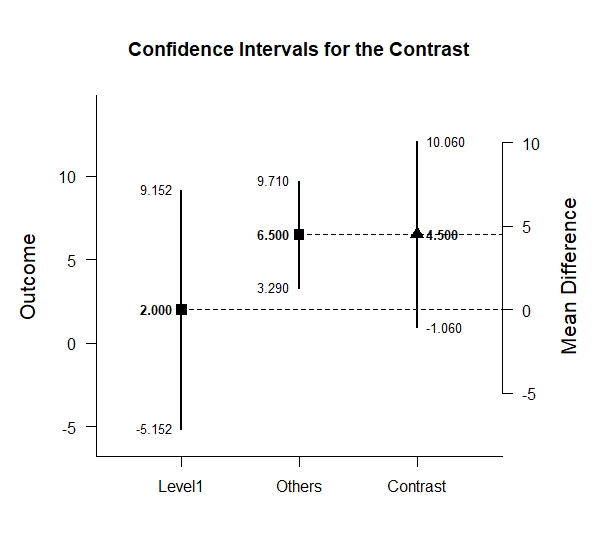 Confidence Intervals for the Contrast
Outcome
10
5
0
-5
9.152
2.000
-5.152
9.710
6.500
3.290
10.060
4.500
-1.060
10
5
0
-5
Mean Difference
Level1
Others
Contrast